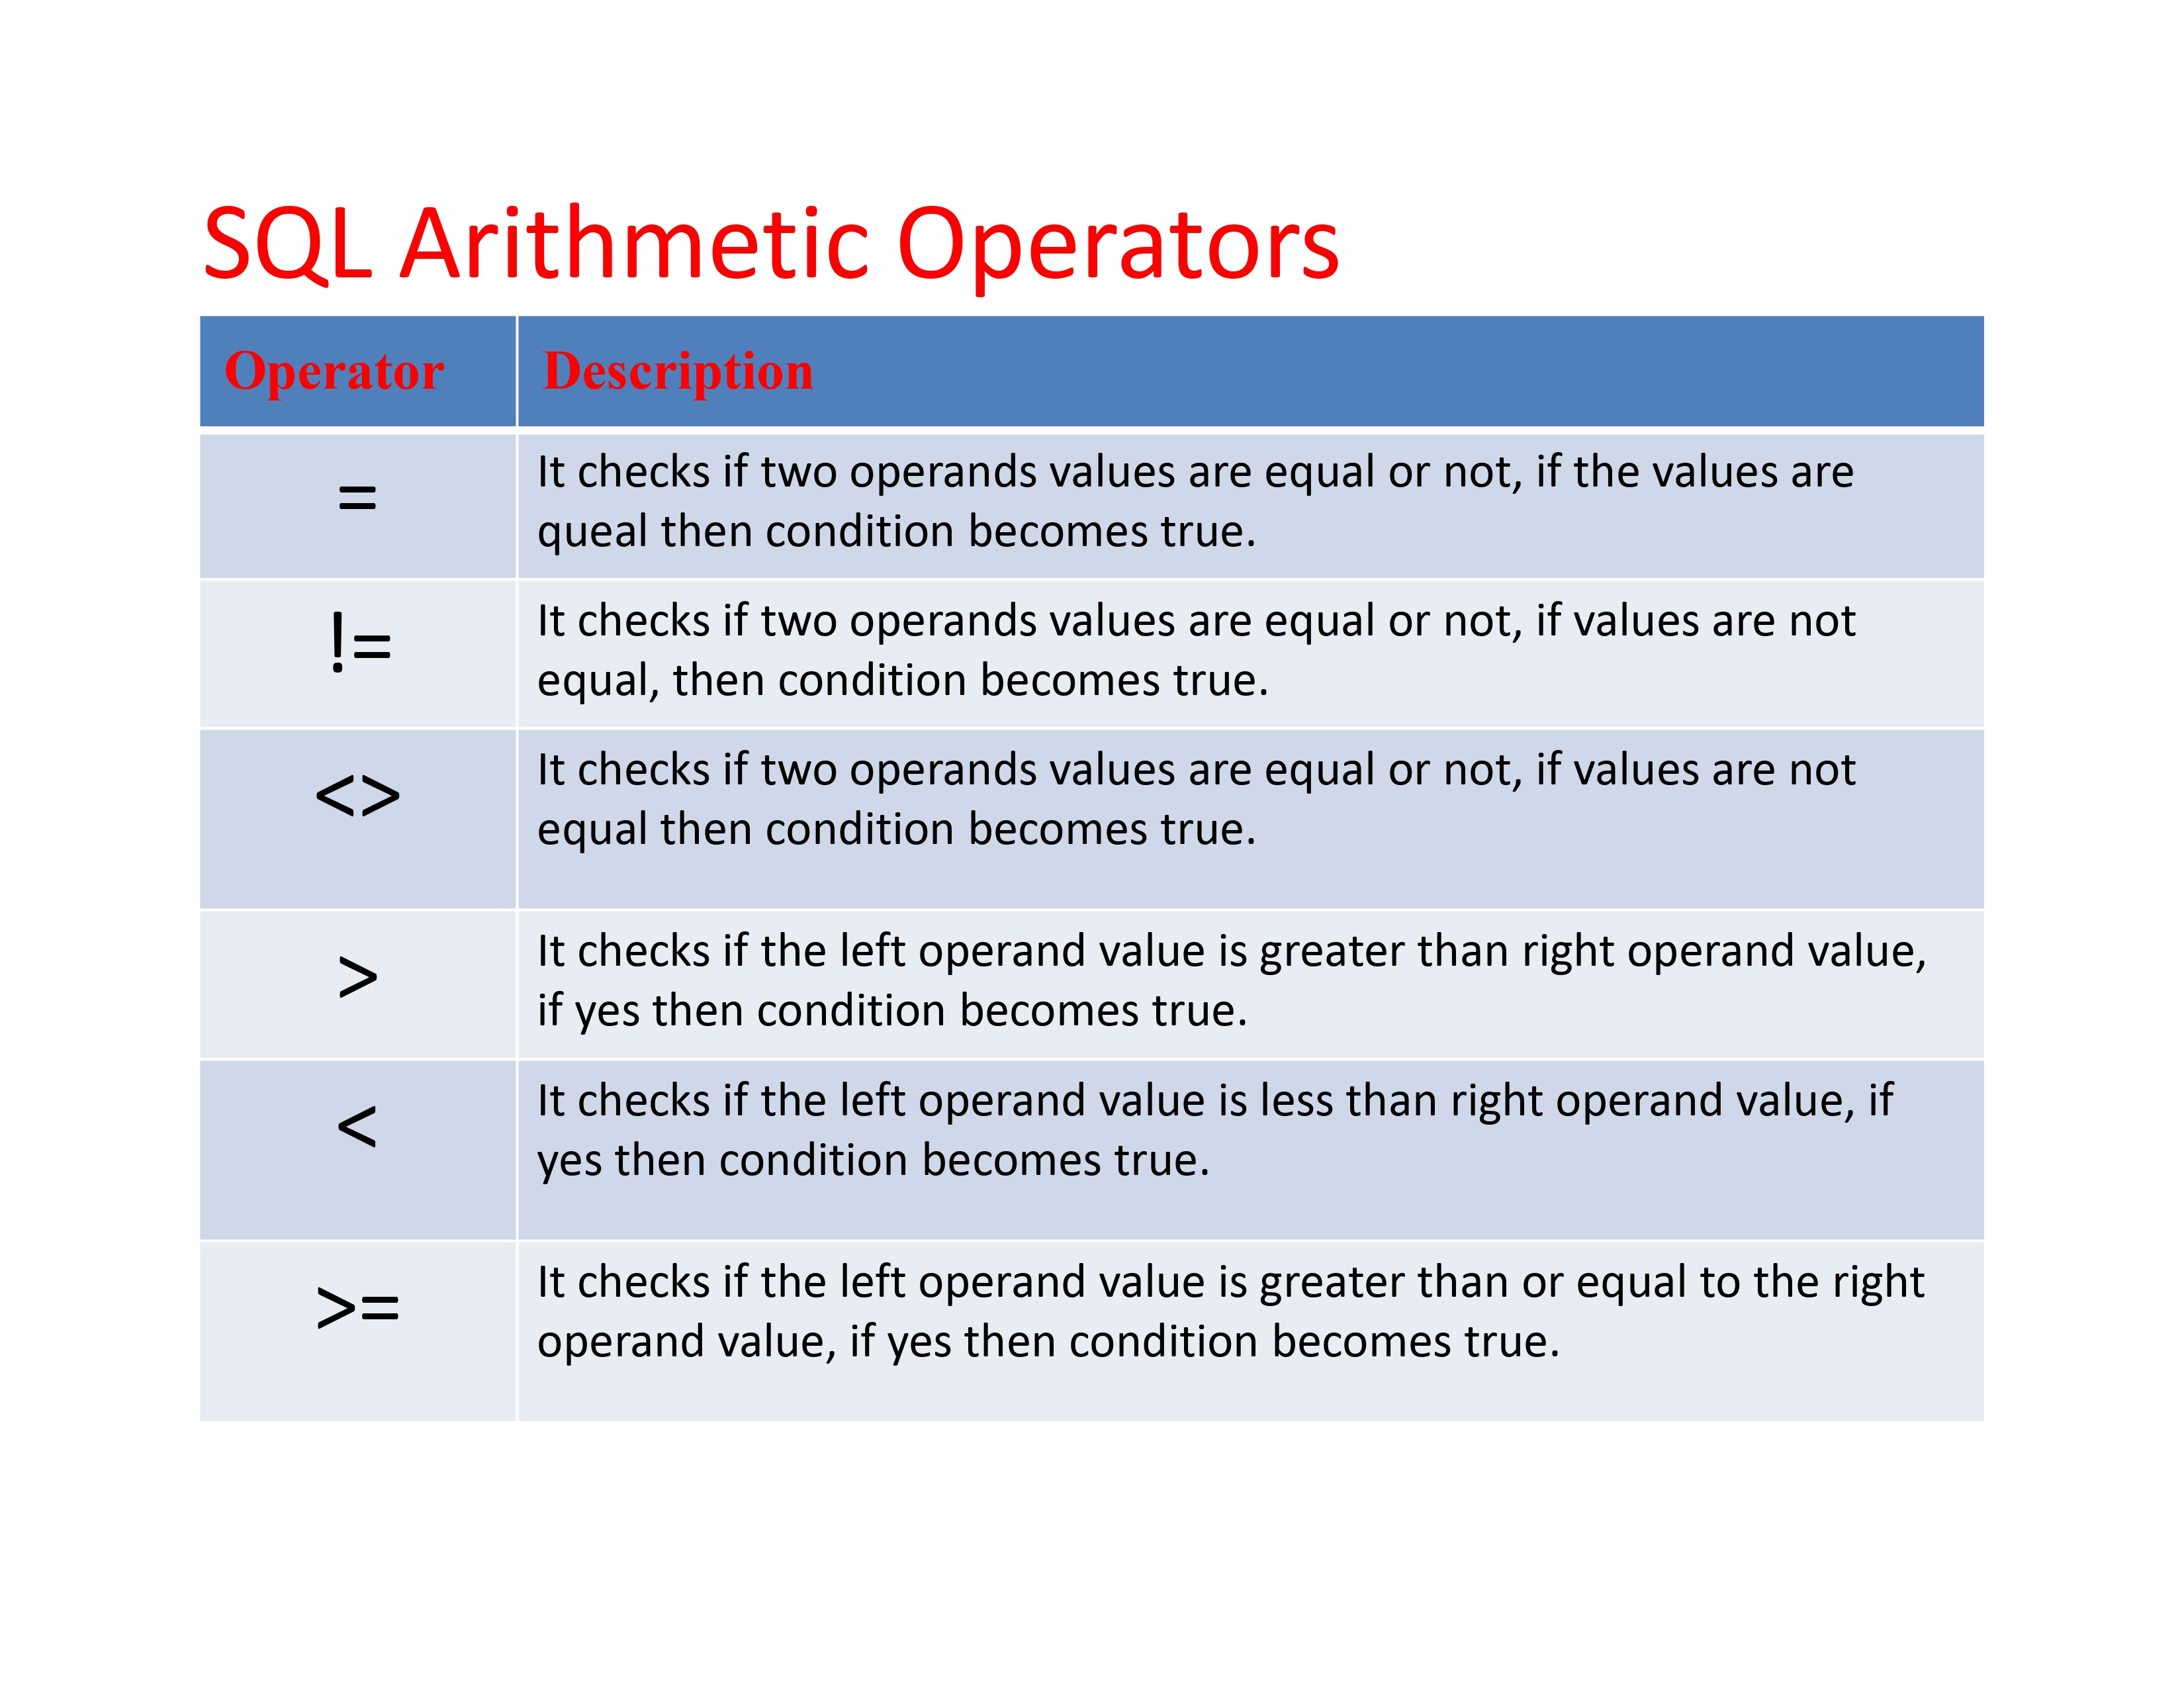 SQL Arithmetic Operators
Operator Description
= It checks if two operands values are equal or not, if the values are
queal then condition becomes true.
!= It checks if two operands values are equal or not, if values are not
equal, then condition becomes true.
<> It checks if two operands values are equal or not, if values are not
equal then condition becomes true.
> It checks if the left operand value is greater than right operand value,
if yes then condition becomes true.
< It checks if the left operand value is less than right operand value, if
yes then condition becomes true.
>= It checks if the left operand value is greater than or equal to the right
operand value, if yes then condition becomes true.